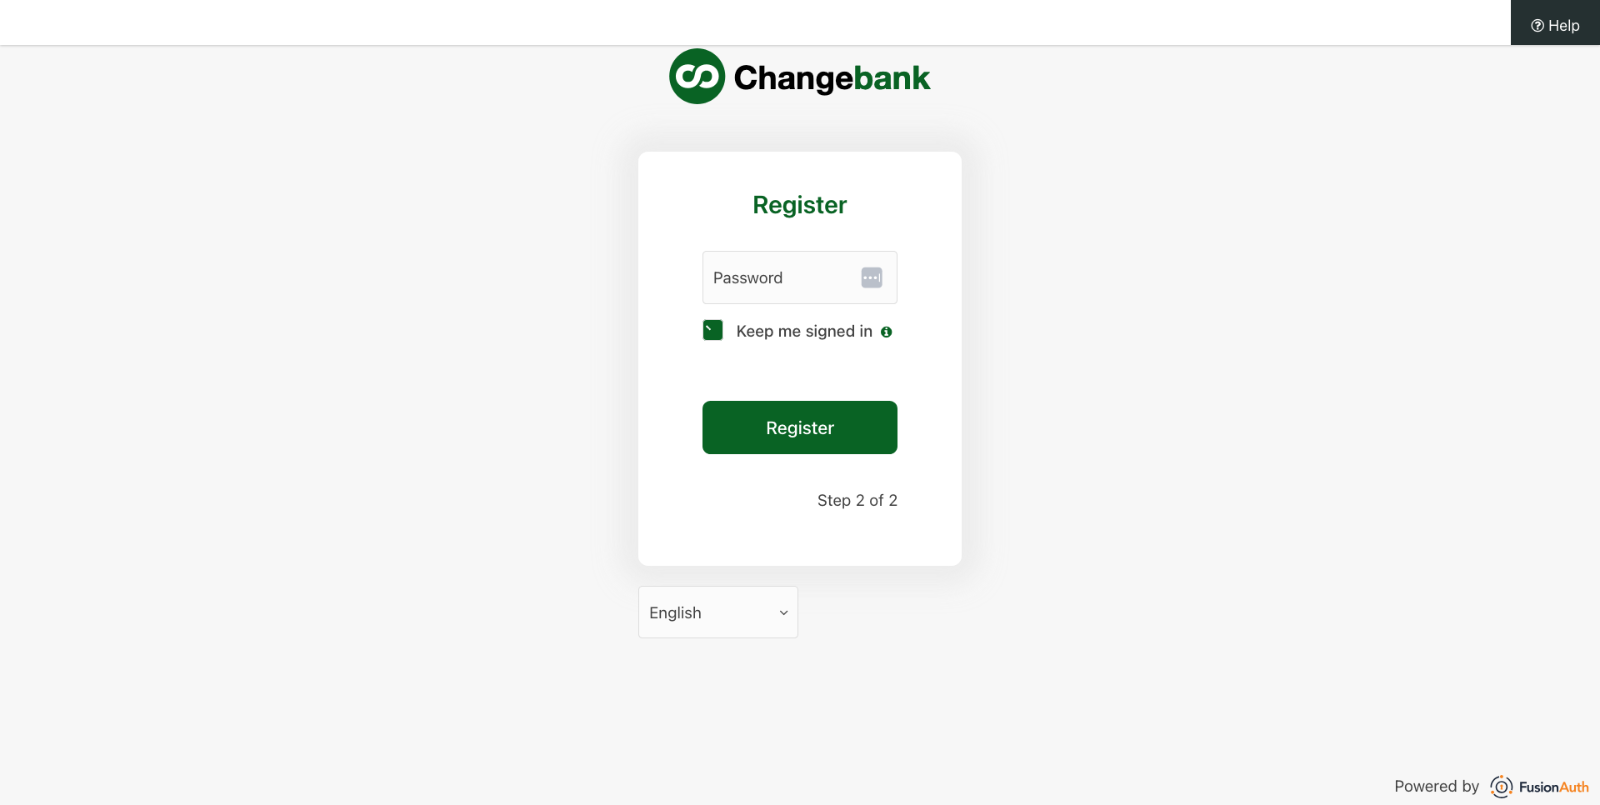 Help
Changebank
Register
Password
Keep me signed in
Register
Step 2 of 2
English
Powered by FusionAuth